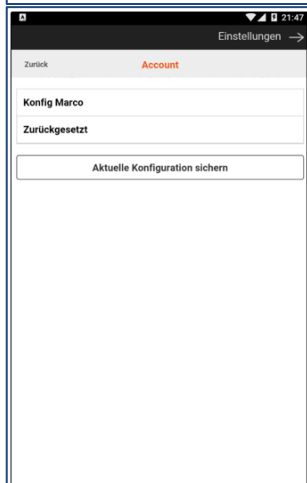 21:47
Einstellungen →
Zurück Account
Konfig Marco
Zurückgesetzt
Aktuelle Konfiguration sichern